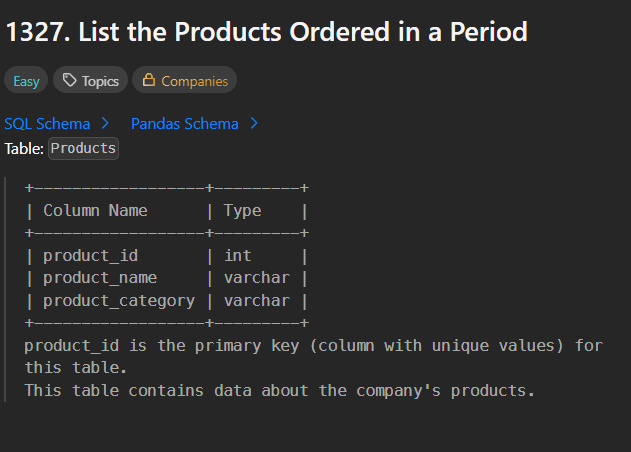 1327. List the Products Ordered in a Period
Easy Topics Companies
SQL Schema > Pandas Schema >
Table: Products
+------------------+---------+
| Column Name      | Type    |
+------------------+---------+
| product_id       | int     |
| product_name     | varchar |
| product_category | varchar |
+------------------+---------+
product_id is the primary key (column with unique values) for
this table.
This table contains data about the company's products.